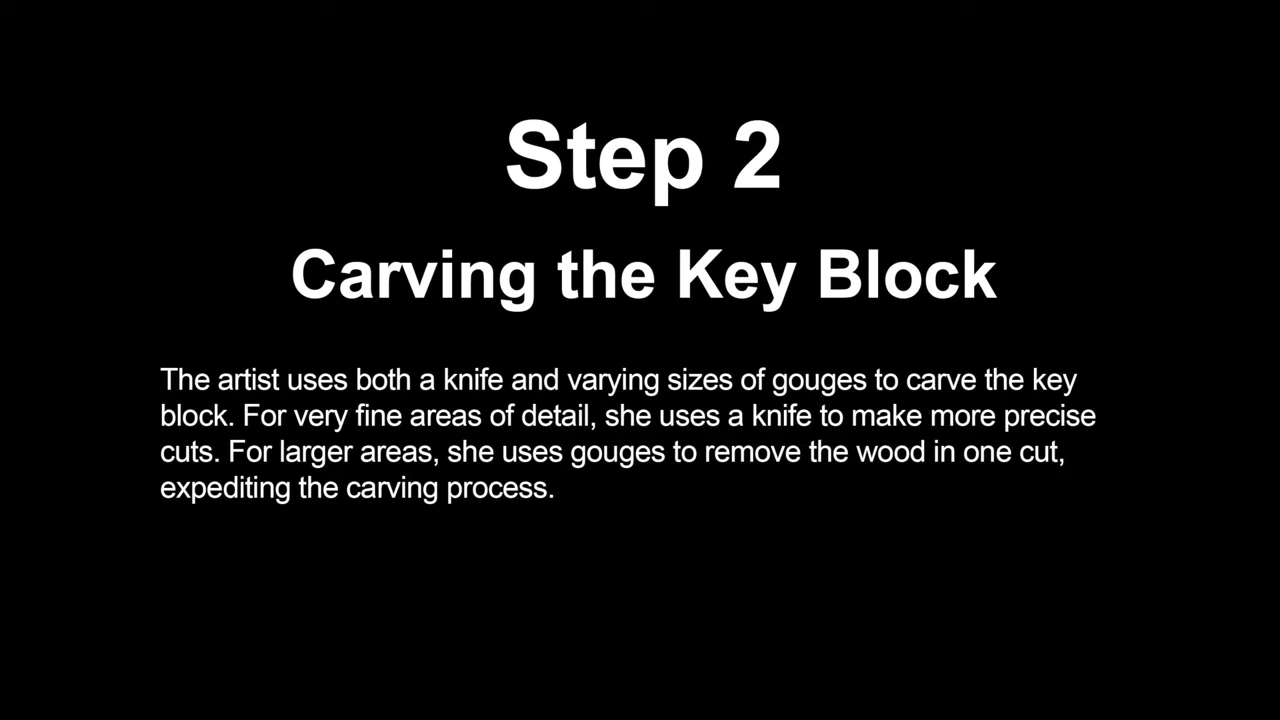 Step 2
Carving the Key Block
The artist uses both a knife and varying sizes of gouges to carve the key
block. For very fine areas of detail, she uses a knife to make more precise
cuts. For larger areas, she uses gouges to remove the wood in one cut,
expediting the carving process.